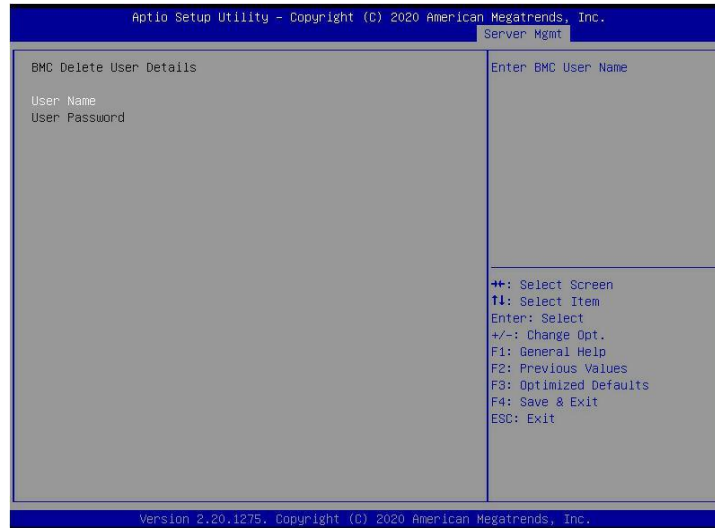 Aptio Setup Utility – Copyright (C) 2020 American Megatrends, Inc.
Server Mgmt
BMC Delete User Details
User Name
User Password
Enter BMC User Name
→←: Select Screen
↑↓: Select Item
Enter: Select
+/-: Change Opt.
F1: General Help
F2: Previous Values
F3: Optimized Defaults
F4: Save & Exit
ESC: Exit
Version 2.20.1275. Copyright (C) 2020 American Megatrends, Inc.